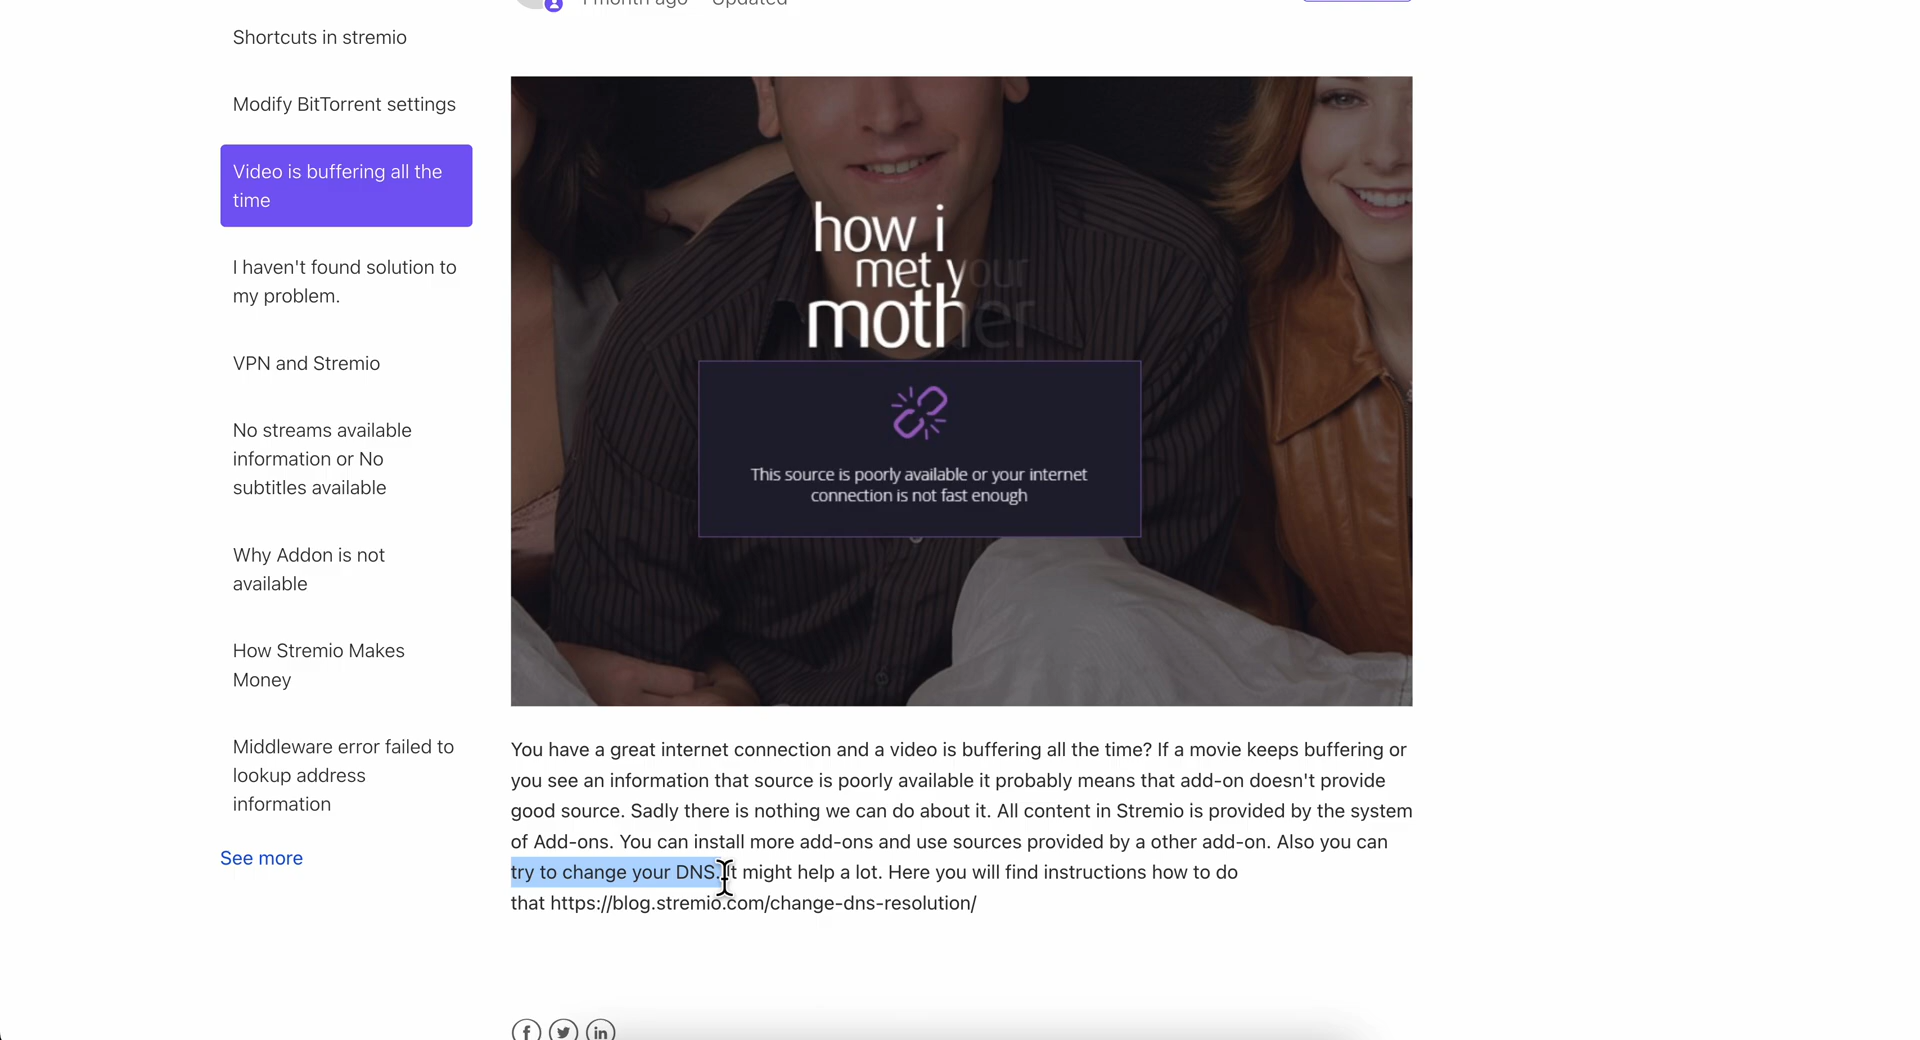 1 month ago
Updated
Shortcuts in stremio
Modify BitTorrent settings
Video is buffering all the
time
I haven't found solution to
my problem.
VPN and Stremio
No streams available
information or No
subtitles available
Why Addon is not
available
How Stremio Makes
Money
Middleware error failed to
lookup address
information
See more
how i
met your
mother
This source is poorly available or your internet
connection is not fast enough
You have a great internet connection and a video is buffering all the time? If a movie keeps buffering or
you see an information that source is poorly available it probably means that add-on doesn't provide
good source. Sadly there is nothing we can do about it. All content in Stremio is provided by the system
of Add-ons. You can install more add-ons and use sources provided by a other add-on. Also you can
try to change your DNS. It might help a lot. Here you will find instructions how to do
that https://blog.stremio.com/change-dns-resolution/